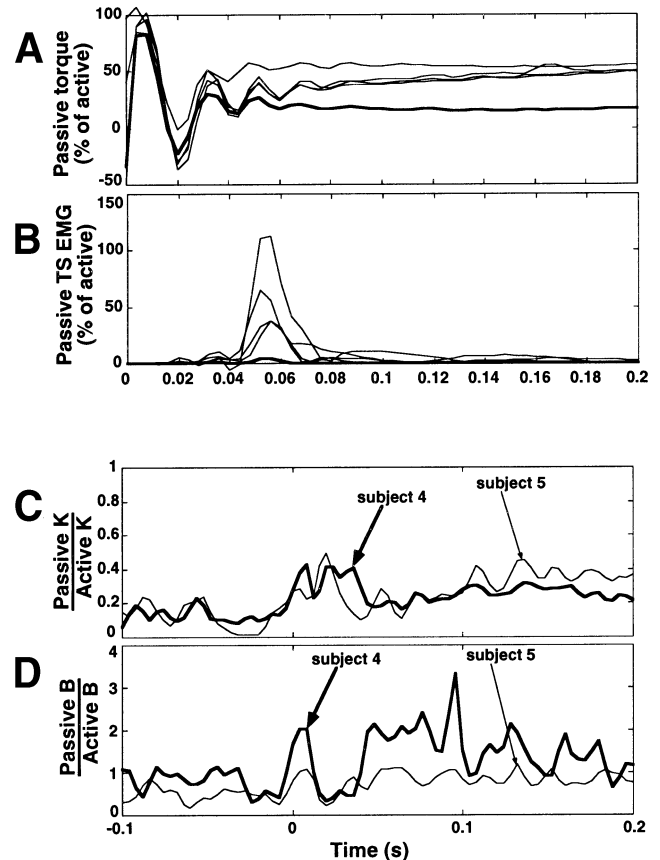 A
Passive torque
(% of active)
100
50
0
-50
B
Passive TS EMG
(% of active)
150
100
50
0
0 0.02 0.04 0.06 0.1 0.12 0.14 0.16 0.18 0.2
C
Passive K
Active K
1
0.8
0.6
0.4
0.2
0
subject 4
subject 5
D
Passive B
Active B
4
3
2
1
0
subject 4
subject 5
-0.1 0 0.1 0.2
Time (s)